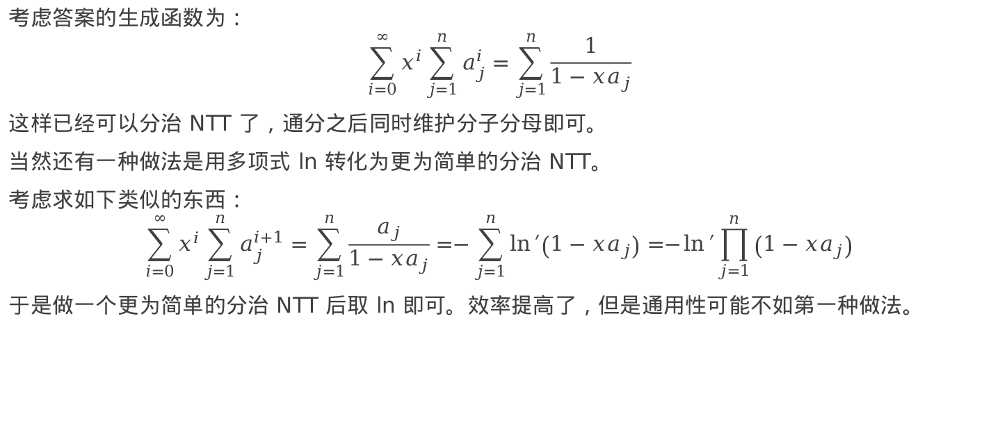 考虑答案的生成函数为：
$$\sum_{i=0}^{\infty} x^i \sum_{j=1}^{n} a_j^i = \sum_{j=1}^{n} \frac{1}{1 - xa_j}$$
这样已经可以分治 NTT 了，通分之后同时维护分子分母即可。
当然还有一种做法是用多项式 ln 转化为更为简单的分治 NTT。
考虑求如下类似的东西：
$$\sum_{i=0}^{\infty} x^i \sum_{j=1}^{n} a_j^{i+1} = \sum_{j=1}^{n} \frac{a_j}{1 - xa_j} = -\sum_{j=1}^{n} \ln'(1 - xa_j) = -\ln' \prod_{j=1}^{n} (1 - xa_j)$$
于是做一个更为简单的分治 NTT 后取 ln 即可。效率提高了，但是通用性可能不如第一种做法。